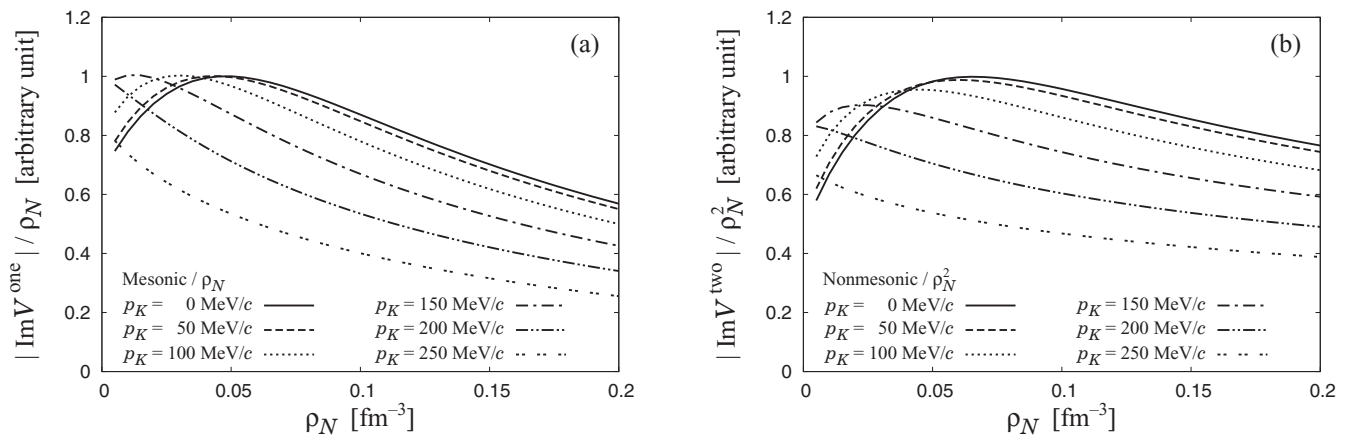 (a)
| ImV^one | / ρ_N [arbitrary unit]
1.2
1
0.8
0.6
0.4
0.2
0
Mesonic / ρ_N
p_K = 0 MeV/c
p_K = 50 MeV/c
p_K = 100 MeV/c
p_K = 150 MeV/c
p_K = 200 MeV/c
p_K = 250 MeV/c
0 0.05 0.1 0.15 0.2
ρ_N [fm⁻³]
(b)
| ImV^two | / ρ_N^2 [arbitrary unit]
1.2
1
0.8
0.6
0.4
0.2
0
Nonmesonic / ρ_N^2
p_K = 0 MeV/c
p_K = 50 MeV/c
p_K = 100 MeV/c
p_K = 150 MeV/c
p_K = 200 MeV/c
p_K = 250 MeV/c
0 0.05 0.1 0.15 0.2
ρ_N [fm⁻³]